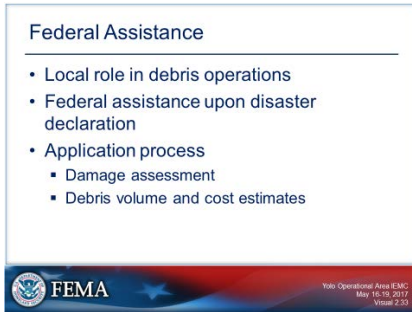 Federal Assistance
• Local role in debris operations
• Federal assistance upon disaster
declaration
• Application process
▪ Damage assessment
▪ Debris volume and cost estimates
FEMA
Yolo Operational Area IEMC
May 16-19, 2017
Visual 2.33